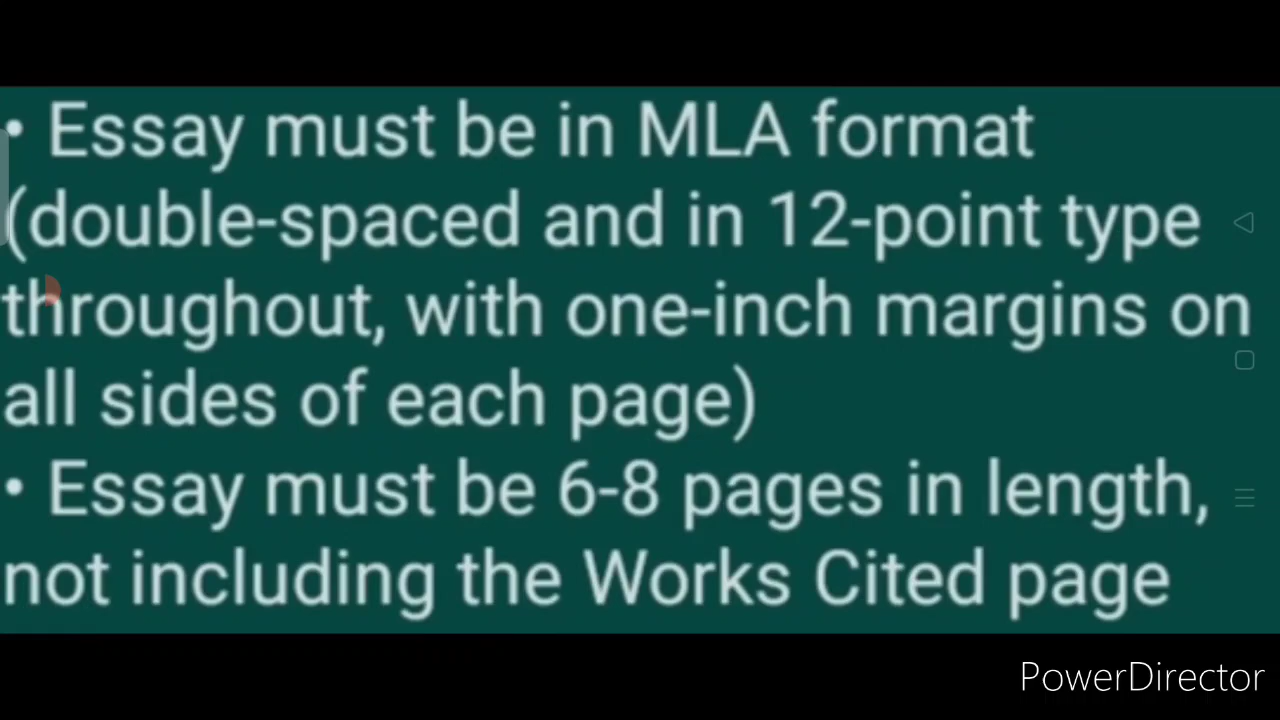 • Essay must be in MLA format
(double-spaced and in 12-point type
throughout, with one-inch margins on
all sides of each page)
• Essay must be 6-8 pages in length,
not including the Works Cited page
PowerDirector